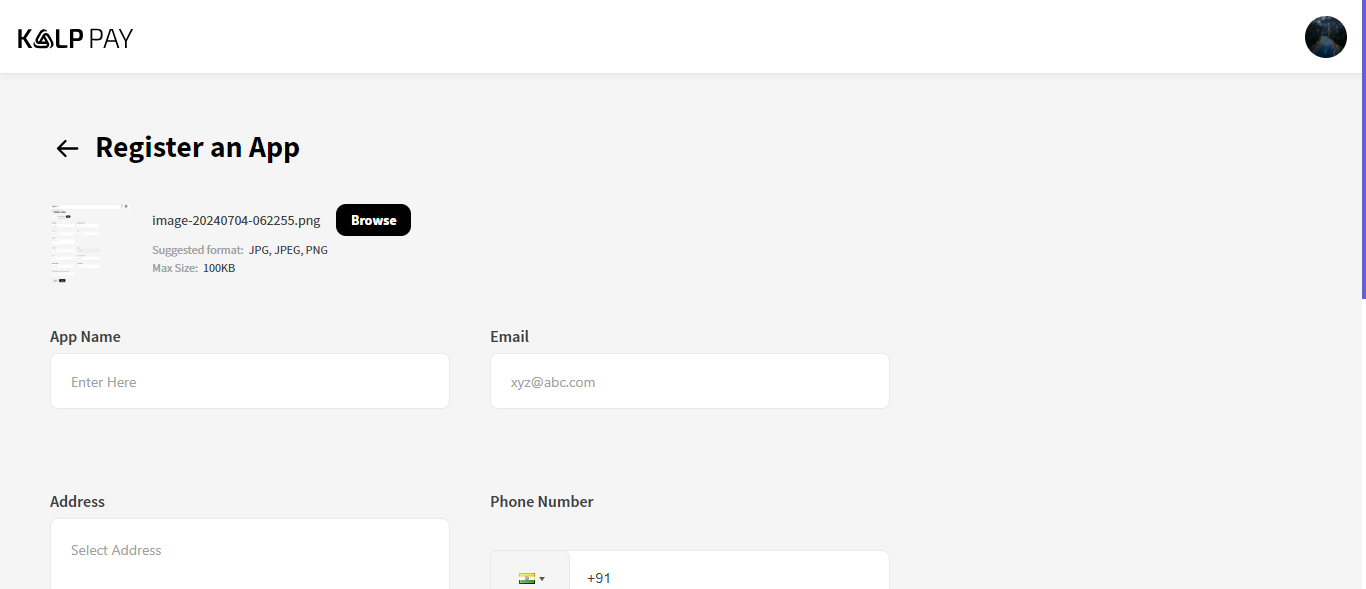 KALP PAY
Register an App
image-20240704-062255.png
Browse
Suggested format: JPG, JPEG, PNG
Max Size: 100KB
App Name
Email
Enter Here
xyz@abc.com
Address
Phone Number
Select Address
+91